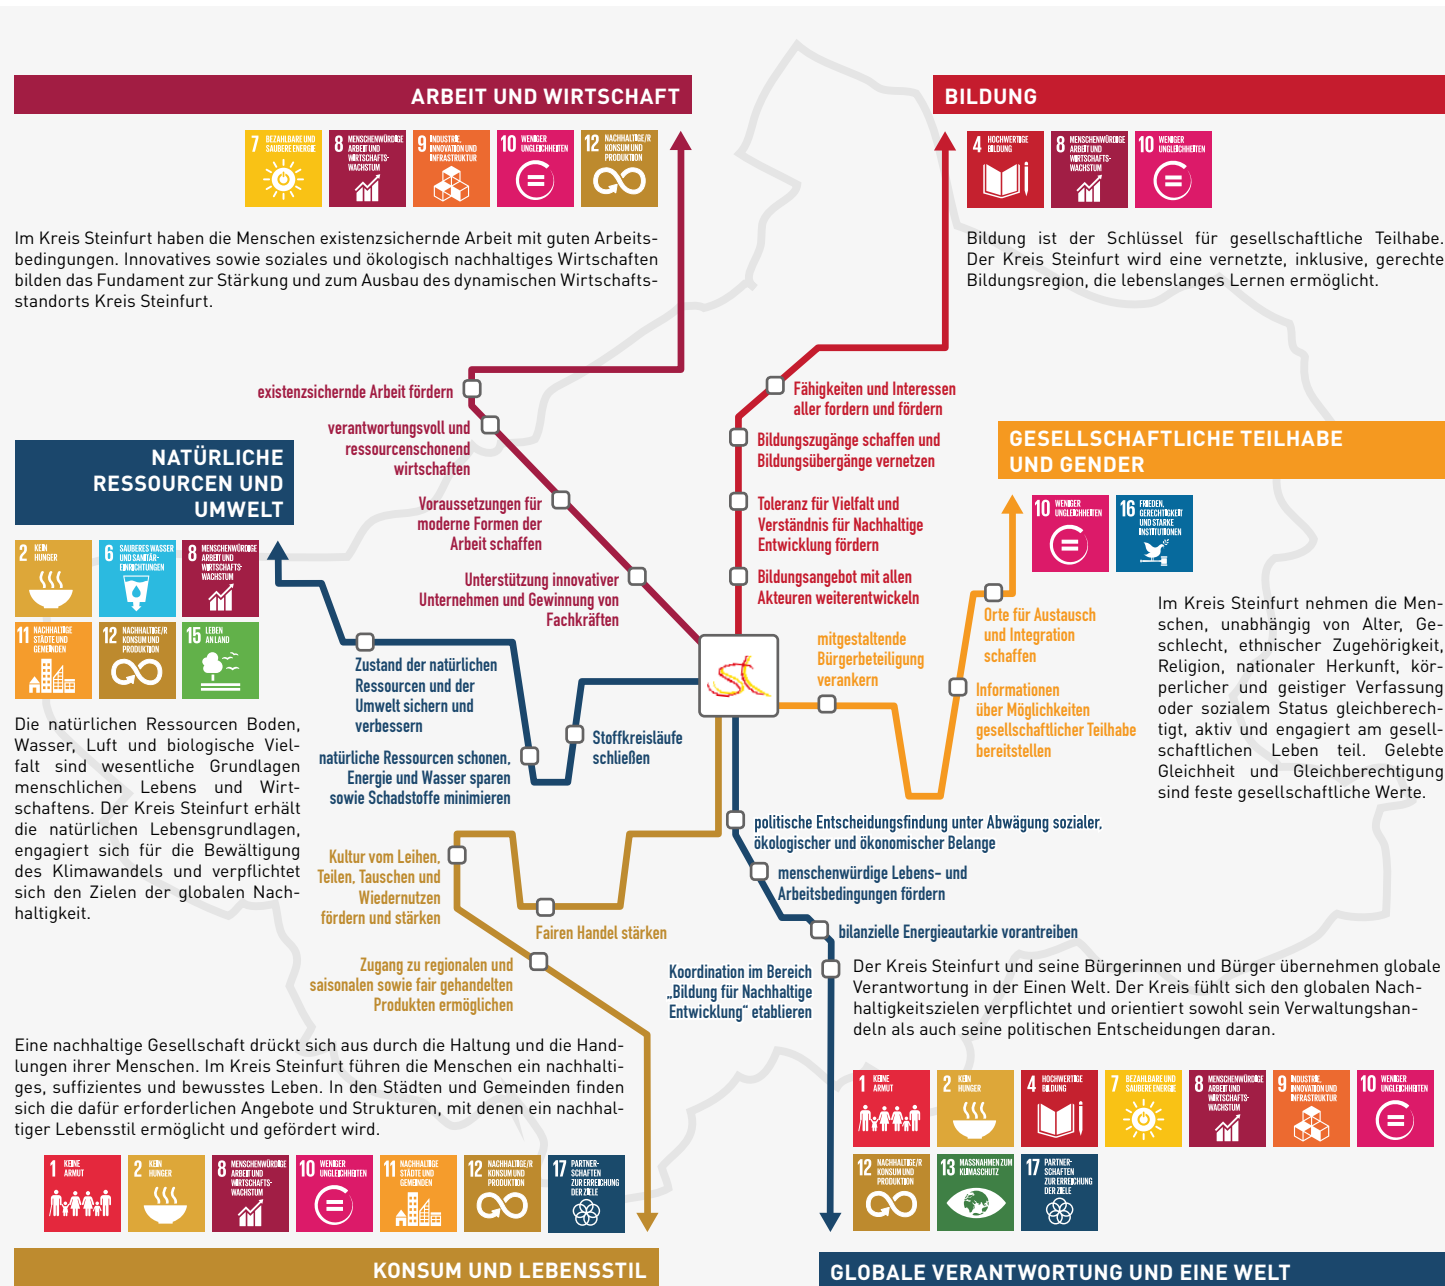 ARBEIT UND WIRTSCHAFT
7 BEZAHLBARE UND
SAUBERE ENERGIE
8 MENSCHENWÜRDIGE
ARBEIT UND
WIRTSCHAFTS-
WACHSTUM
9 INDUSTRIE,
INNOVATION UND
INFRASTRUKTUR
10 WENIGER
UNGLEICHHEITEN
12 NACHHALTIGE/R
KONSUM UND
PRODUKTION
Im Kreis Steinfurt haben die Menschen existenzsichernde Arbeit mit guten Arbeits-
bedingungen. Innovatives sowie soziales und ökologisch nachhaltiges Wirtschaften
bilden das Fundament zur Stärkung und zum Ausbau des dynamischen Wirtschafts-
standorts Kreis Steinfurt.
existenzsichernde Arbeit fördern
verantwortungsvoll und
ressourcenschonend
wirtschaften
Voraussetzungen für
moderne Formen der
Arbeit schaffen
Unterstützung innovativer
Unternehmen und Gewinnung von
Fachkräften
BILDUNG
4 HOCHWERTIGE
BILDUNG
8 MENSCHENWÜRDIGE
ARBEIT UND
WIRTSCHAFTS-
WACHSTUM
10 WENIGER
UNGLEICHHEITEN
Bildung ist der Schlüssel für gesellschaftliche Teilhabe.
Der Kreis Steinfurt wird eine vernetzte, inklusive, gerechte
Bildungsregion, die lebenslanges Lernen ermöglicht.
Fähigkeiten und Interessen
aller fordern und fördern
Bildungszugänge schaffen und
Bildungsübergänge vernetzen
Toleranz für Vielfalt und
Verständnis für Nachhaltige
Entwicklung fördern
Bildungsangebot mit allen
Akteuren weiterentwickeln
NATÜRLICHE
RESSOURCEN UND
UMWELT
2 KEIN
HUNGER
6 SAUBERES WASSER
UND SANITÄR-
EINRICHTUNGEN
8 MENSCHENWÜRDIGE
ARBEIT UND
WIRTSCHAFTS-
WACHSTUM
11 NACHHALTIGE
STÄDTE UND
GEMEINDEN
12 NACHHALTIGE/R
KONSUM UND
PRODUKTION
15 LEBEN
AN LAND
Die natürlichen Ressourcen Boden,
Wasser, Luft und biologische Viel-
falt sind wesentliche Grundlagen
menschlichen Lebens und Wirt-
schaftens. Der Kreis Steinfurt erhält
die natürlichen Lebensgrundlagen,
engagiert sich für die Bewältigung
des Klimawandels und verpflichtet
sich den Zielen der globalen Nach-
haltigkeit.
Zustand der natürlichen
Ressourcen und der
Umwelt sichern und
verbessern
natürliche Ressourcen schonen,
Energie und Wasser sparen
sowie Schadstoffe minimieren
Stoffkreisläufe
schließen
st
GESELLSCHAFTLICHE TEILHABE
UND GENDER
10 WENIGER
UNGLEICHHEITEN
16 FRIEDEN,
GERECHTIGKEIT
UND STARKE
INSTITUTIONEN
Im Kreis Steinfurt nehmen die Men-
schen, unabhängig von Alter, Ge-
schlecht, ethnischer Zugehörigkeit,
Religion, nationaler Herkunft, kör-
perlicher und geistiger Verfassung
oder sozialem Status gleichberech-
tigt, aktiv und engagiert am gesell-
schaftlichen Leben teil. Gelebte
Gleichheit und Gleichberechtigung
sind feste gesellschaftliche Werte.
mitgestaltende
Bürgerbeteiligung
verankern
Orte für Austausch
und Integration
schaffen
Informationen
über Möglichkeiten
gesellschaftlicher Teilhabe
bereitstellen
Kultur vom Leihen,
Teilen, Tauschen und
Wiedernutzen
fördern und stärken
Fairen Handel stärken
Zugang zu regionalen und
saisonalen sowie fair gehandelten
Produkten ermöglichen
Eine nachhaltige Gesellschaft drückt sich aus durch die Haltung und die Hand-
lungen ihrer Menschen. Im Kreis Steinfurt führen die Menschen ein nachhalti-
ges, suffizientes und bewusstes Leben. In den Städten und Gemeinden finden
sich die dafür erforderlichen Angebote und Strukturen, mit denen ein nachhal-
tiger Lebensstil ermöglicht und gefördert wird.
1 KEINE
ARMUT
2 KEIN
HUNGER
8 MENSCHENWÜRDIGE
ARBEIT UND
WIRTSCHAFTS-
WACHSTUM
10 WENIGER
UNGLEICHHEITEN
11 NACHHALTIGE
STÄDTE UND
GEMEINDEN
12 NACHHALTIGE/R
KONSUM UND
PRODUKTION
17 PARTNER-
SCHAFTEN
ZUR ERREICHUNG
DER ZIELE
KONSUM UND LEBENSSTIL
politische Entscheidungsfindung unter Abwägung sozialer,
ökologischer und ökonomischer Belange
menschenwürdige Lebens- und
Arbeitsbedingungen fördern
bilanzielle Energieautarkie vorantreiben
Koordination im Bereich
„Bildung für Nachhaltige
Entwicklung“ etablieren
Der Kreis Steinfurt und seine Bürgerinnen und Bürger übernehmen globale
Verantwortung in der Einen Welt. Der Kreis fühlt sich den globalen Nach-
haltigkeitszielen verpflichtet und orientiert sowohl sein Verwaltungshan-
deln als auch seine politischen Entscheidungen daran.
1 KEINE
ARMUT
2 KEIN
HUNGER
4 HOCHWERTIGE
BILDUNG
7 BEZAHLBARE UND
SAUBERE ENERGIE
8 MENSCHENWÜRDIGE
ARBEIT UND
WIRTSCHAFTS-
WACHSTUM
9 INDUSTRIE,
INNOVATION UND
INFRASTRUKTUR
10 WENIGER
UNGLEICHHEITEN
12 NACHHALTIGE/R
KONSUM UND
PRODUKTION
13 MASSNAHMEN ZUM
KLIMASCHUTZ
17 PARTNER-
SCHAFTEN
ZUR ERREICHUNG
DER ZIELE
GLOBALE VERANTWORTUNG UND EINE WELT